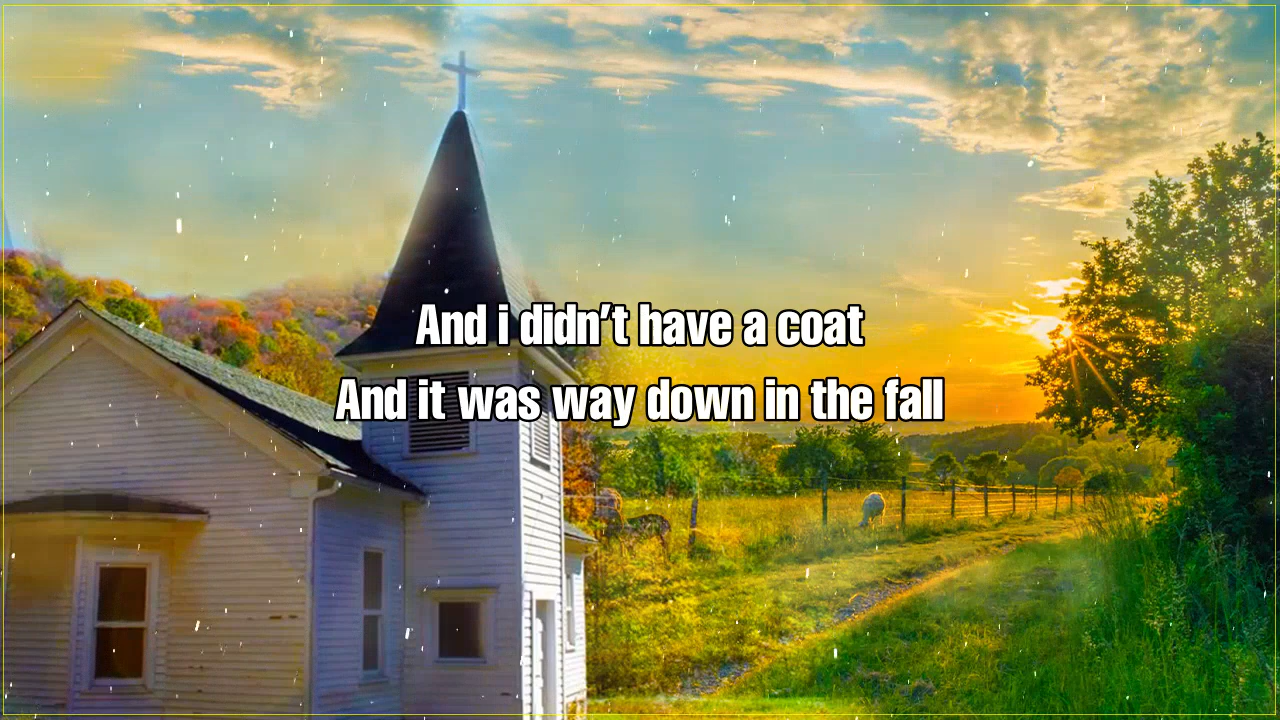 And i didn't have a coat
And it was way down in the fall